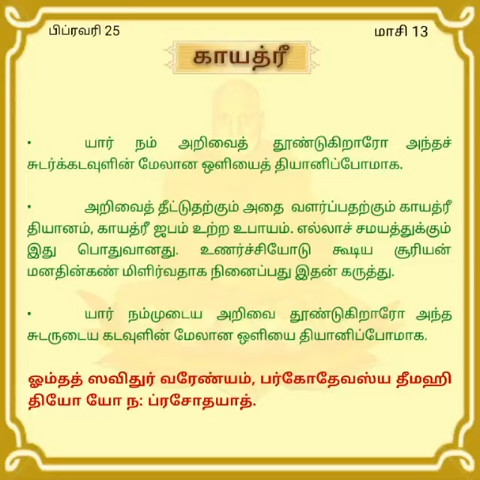 பிப்ரவரி 25
மாசி 13
காயத்ரீ
• யார் நம் அறிவைத் தூண்டுகிறாரோ அந்தச்
சுடர்க்கடவுளின் மேலான ஒளியைத் தியானிப்போமாக.
• அறிவைத் தீட்டுதற்கும் அதை வளர்ப்பதற்கும் காயத்ரீ
தியானம், காயத்ரீ ஜபம் உற்ற உபாயம். எல்லாச் சமயத்துக்கும்
இது பொதுவானது. உணர்ச்சியோடு கூடிய சூரியன்
மனதின்கண் மிளிர்வதாக நினைப்பது இதன் கருத்து.
• யார் நம்முடைய அறிவை தூண்டுகிறாரோ அந்த
சுடருடைய கடவுளின் மேலான ஒளியை தியானிப்போமாக.
ஓம்தத் ஸவிதுர் வரேண்யம், பர்கோதேவஸ்ய தீமஹி
தியோ யோ ந: ப்ரசோதயாத்.